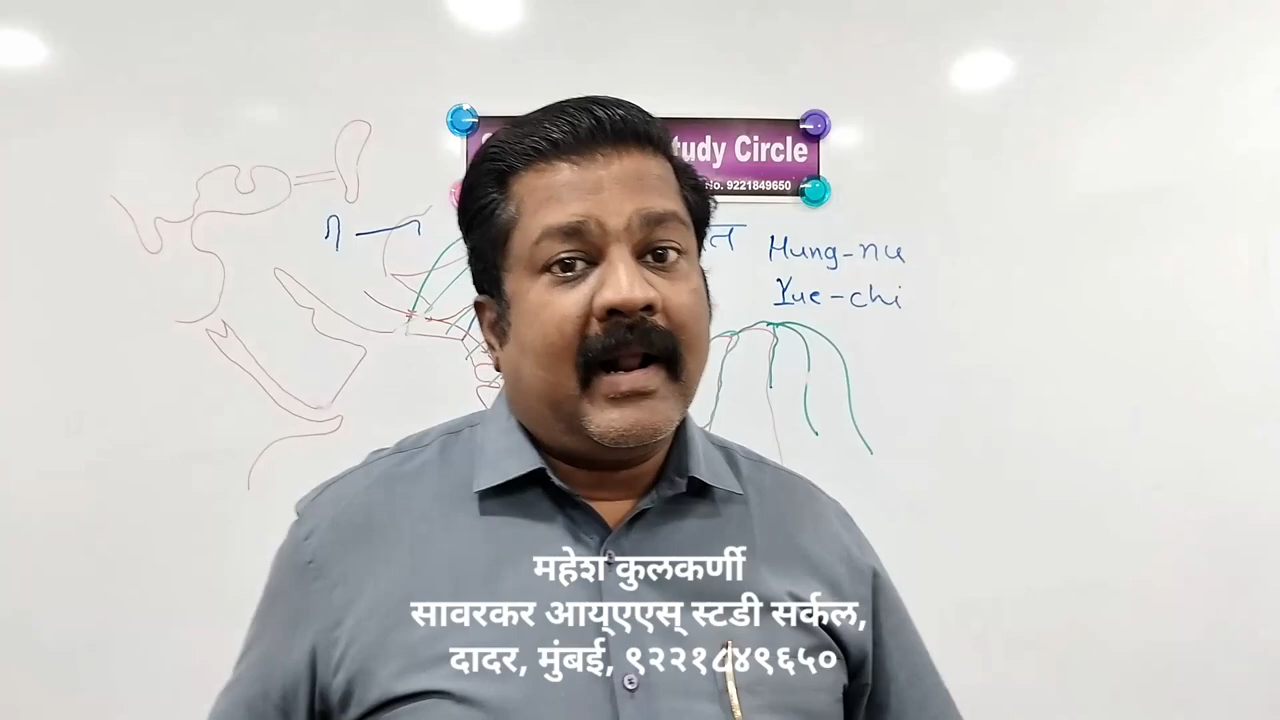 tudy Circle
No. 9221849650
त
Hung-nu
Yue-chi
महेश कुलकर्णी
सावरकर आय्एएस् स्टडी सर्कल,
दादर, मुंबई, ९२२१८४९६५०